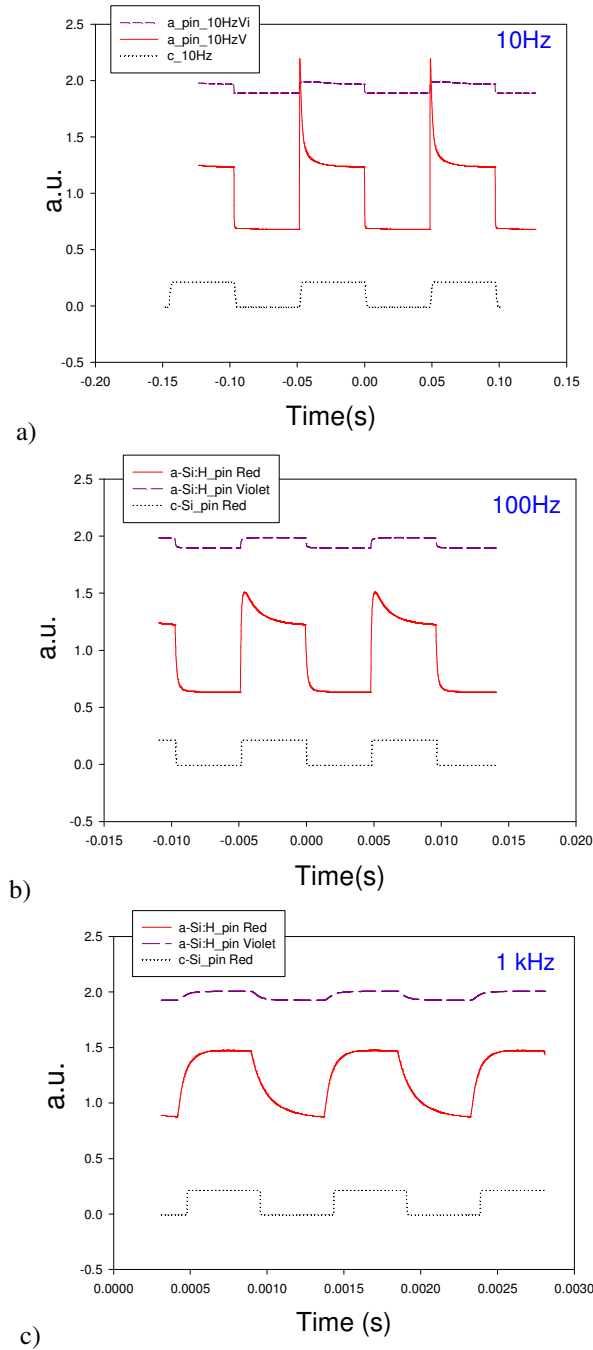 a_pin_10HzVi
a_pin_10HzV
c_10Hz
10Hz
2.5
2.0
1.5
1.0
0.5
0.0
-0.5
a.u.
-0.20 -0.15 -0.10 -0.05 0.00 0.05 0.10 0.15
Time(s)
a)
a-Si:H_pin Red
a-Si:H_pin Violet
c-Si_pin Red
100Hz
2.5
2.0
1.5
1.0
0.5
0.0
-0.5
a.u.
-0.015 -0.010 -0.005 0.000 0.005 0.010 0.015 0.020
Time(s)
b)
a-Si:H_pin Red
a-Si:H_pin Violet
c-Si_pin Red
1 kHz
2.5
2.0
1.5
1.0
0.5
0.0
-0.5
a.u.
0.0000 0.0005 0.0010 0.0015 0.0020 0.0025 0.0030
Time (s)
c)